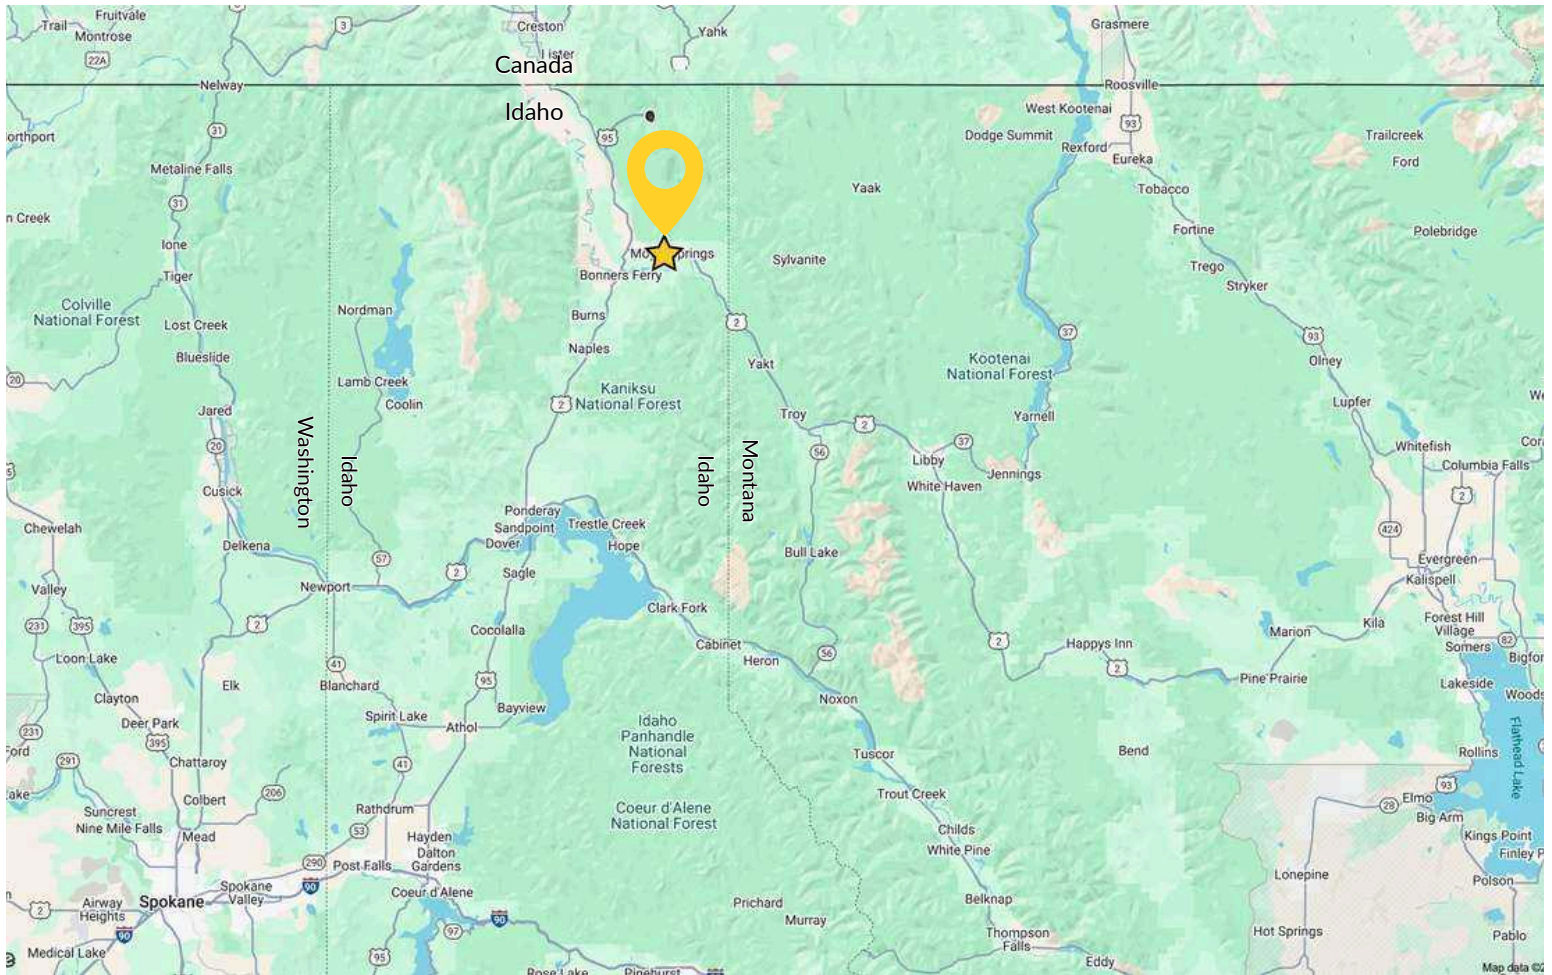 Fruitvale
Trail
Montrose
22A
3
Creston
Lister
Yahk
Grasmere
Canada
Nelway
Roosville
Idaho
31
95
West Kootenai
93
Dodge Summit
Rexford
Eureka
Trailcreek
Ford
Metaline Falls
31
Yaak
Tobacco
Fortine
Polebridge
Ione
Sylvanite
Tiger
Bonners Ferry
Trego
Stryker
Colville
National Forest
Nordman
Lost Creek
Burns
2
37
93
Blueslide
Naples
Yakt
Kootenai
National Forest
Olney
20
Lamb Creek
Coolin
Kaniksu
National Forest
2
Jared
Troy
2
Yarnell
Lupfer
20
Washington
Idaho
Idaho
Montana
56
37
Libby
White Haven
Jennings
Whitefish
Columbia Falls
2
Cusick
Chewelah
Ponderay
Sandpoint
Dover
Trestle Creek
Hope
424
Delkena
57
2
Sagle
Bull Lake
Evergreen
Kalispell
Newport
Valley
231
395
2
Clark Fork
Cocolalla
Cabinet
Heron
56
2
Happys Inn
2
Marion
Kila
Forest Hill
Village
Somers
82
Loon Lake
41
Elk
Blanchard
95
Pine Prairie
Lakeside
Clayton
Noxon
Bayview
Spirit Lake
Athol
Deer Park
395
231
Idaho
Panhandle
National
Forests
Tuscor
Bend
Rollins
Flathead Lake
291
Chattaroy
41
206
Trout Creek
93
Elmo
28
Big Arm
Colbert
Suncrest
Nine Mile Falls
Mead
Rathdrum
53
Coeur d'Alene
National Forest
Hayden
Dalton
Gardens
Childs
White Pine
Kings Point
290
Post Falls
90
Spokane
Valley
Coeur d'Alene
Lonepine
Polson
2
Airway
Heights
Spokane
90
97
90
Prichard
Murray
Belknap
Thompson
Falls
Hot Springs
Pablo
Medical Lake
95
Eddy
Rose Lake
Pinehurst
Map data ©2